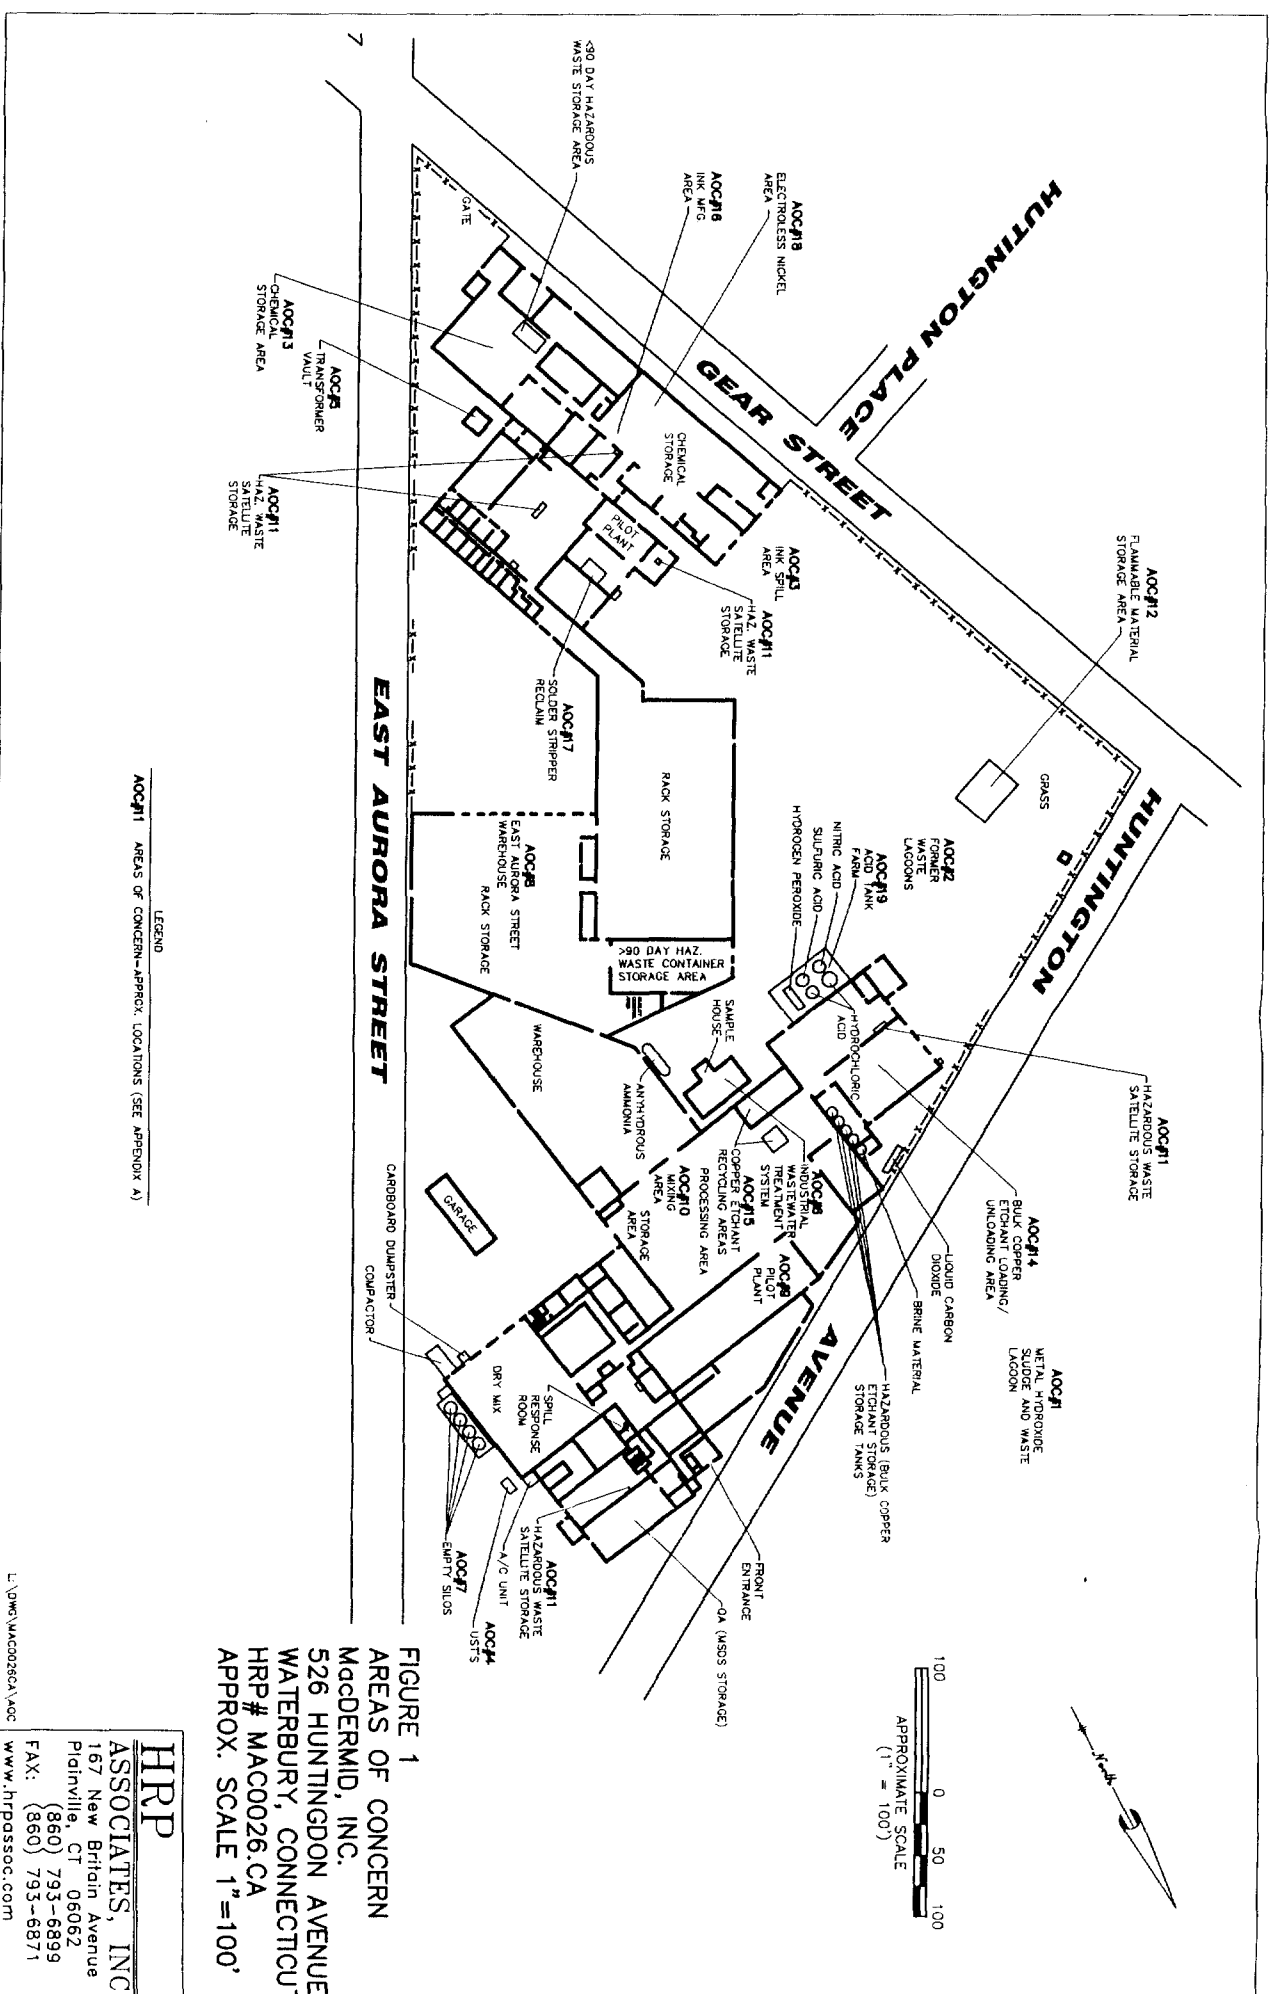 HUTINGTON PLACE
GEAR STREET
HUNTINGTON
AVENUE
EAST AURORA STREET
<90 DAY HAZARDOUS
WASTE STORAGE AREA
AOC#16
INK MFG
AREA
AOC#18
ELECTROLESS NICKEL
AREA
GATE
AOC#13
CHEMICAL
STORAGE AREA
AOC#5
TRANSFORMER
VAULT
AOC#11
HAZ. WASTE
SATELLITE
STORAGE
CHEMICAL
STORAGE
PILOT
PLANT
AOC#3
INK SPILL
AREA
AOC#11
HAZ. WASTE
SATELLITE
STORAGE
AOC#17
SOLDER STRIPPER
RECLAIM
AOC#12
FLAMMABLE MATERIAL
STORAGE AREA
GRASS
RACK STORAGE
AOC#8
EAST AURORA STREET
WAREHOUSE
RACK STORAGE
>90 DAY HAZ.
WASTE CONTAINER
STORAGE AREA
AOC#2
FORMER
WASTE
LAGOONS
AOC#19
ACID TANK
FARM
NITRIC ACID
SULFURIC ACID
HYDROGEN PEROXIDE
HYDROCHLORIC
ACID
SAMPLE
HOUSE
WAREHOUSE
ANYHYDROUS
AMMONIA
AOC#11
HAZARDOUS WASTE
SATELLITE STORAGE
AOC#14
BULK COPPER
ETCHANT LOADING/
UNLOADING AREA
AOC#1
METAL HYDROXIDE
SLUDGE AND WASTE
LAGOON
LIQUID CARBON
DIOXIDE
BRINE MATERIAL
HAZARDOUS (BULK COPPER
ETCHANT STORAGE)
STORAGE TANKS
AOC#6
INDUSTRIAL
WASTEWATER
TREATMENT
SYSTEM
AOC#15
COPPER ETCHANT
RECYCLING AREAS
PROCESSING AREA
AOC#10
MIXING
AREA
STORAGE
AREA
AOC#9
PILOT
PLANT
GARAGE
CARDBOARD DUMPSTER
COMPACTOR
DRY MIX
SPILL
RESPONSE
ROOM
AOC#11
HAZARDOUS WASTE
SATELLITE STORAGE
A/C UNIT
AOC#7
EMPTY SILOS
AOC#4
UST'S
FRONT
ENTRANCE
QA (MSDS STORAGE)
LEGEND
AOC#11 AREAS OF CONCERN-APPROX. LOCATIONS (SEE APPENDIX A)
North
100 0 50 100
APPROXIMATE SCALE
(1" = 100')
FIGURE 1
AREAS OF CONCERN
MacDERMID, INC.
526 HUNTINGDON AVENUE
WATERBURY, CONNECTICUT
HRP# MAC0026.CA
APPROX. SCALE 1"=100'
L:\DWG\MAC0026CA\AOC
HRP
ASSOCIATES, INC
167 New Britain Avenue
Plainville, CT 06062
(860) 793-6899
FAX: (860) 793-6871
www.hrpassoc.com